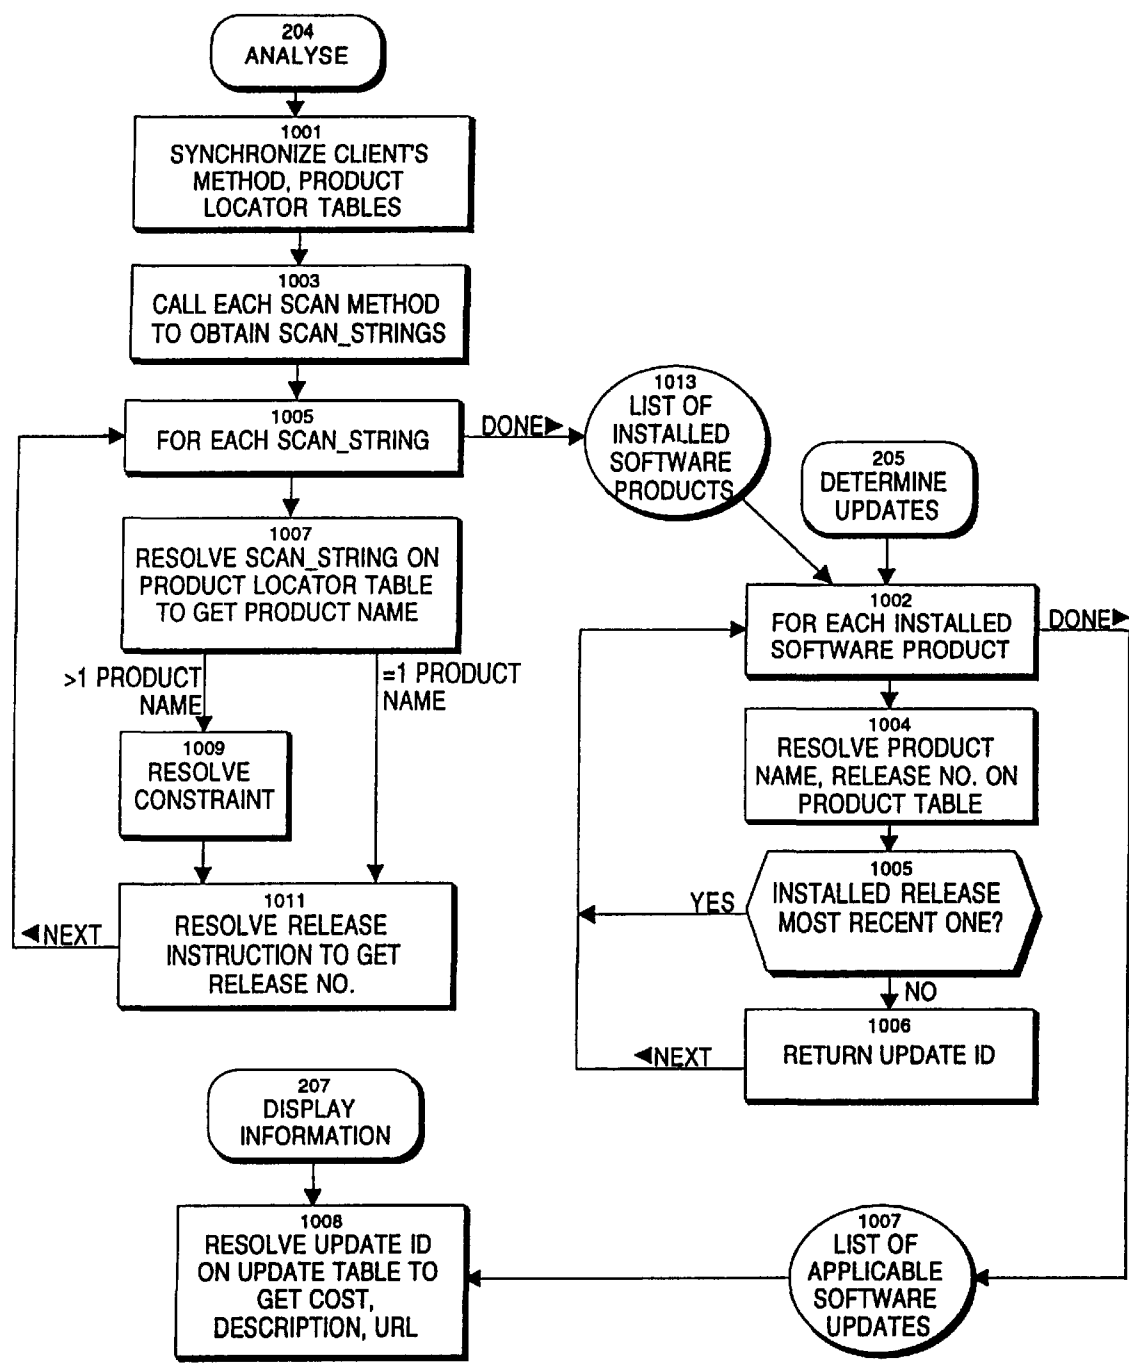 204
ANALYSE
1001
SYNCHRONIZE CLIENT'S
METHOD, PRODUCT
LOCATOR TABLES
1003
CALL EACH SCAN METHOD
TO OBTAIN SCAN_STRINGS
1005
FOR EACH SCAN_STRING
DONE
1013
LIST OF
INSTALLED
SOFTWARE
PRODUCTS
1007
RESOLVE SCAN_STRING ON
PRODUCT LOCATOR TABLE
TO GET PRODUCT NAME
>1 PRODUCT
NAME
=1 PRODUCT
NAME
1009
RESOLVE
CONSTRAINT
1011
RESOLVE RELEASE
INSTRUCTION TO GET
RELEASE NO.
NEXT
205
DETERMINE
UPDATES
1002
FOR EACH INSTALLED
SOFTWARE PRODUCT
DONE
1004
RESOLVE PRODUCT
NAME, RELEASE NO. ON
PRODUCT TABLE
1005
INSTALLED RELEASE
MOST RECENT ONE?
YES
NO
1006
RETURN UPDATE ID
NEXT
207
DISPLAY
INFORMATION
1008
RESOLVE UPDATE ID
ON UPDATE TABLE TO
GET COST,
DESCRIPTION, URL
1007
LIST OF
APPLICABLE
SOFTWARE
UPDATES